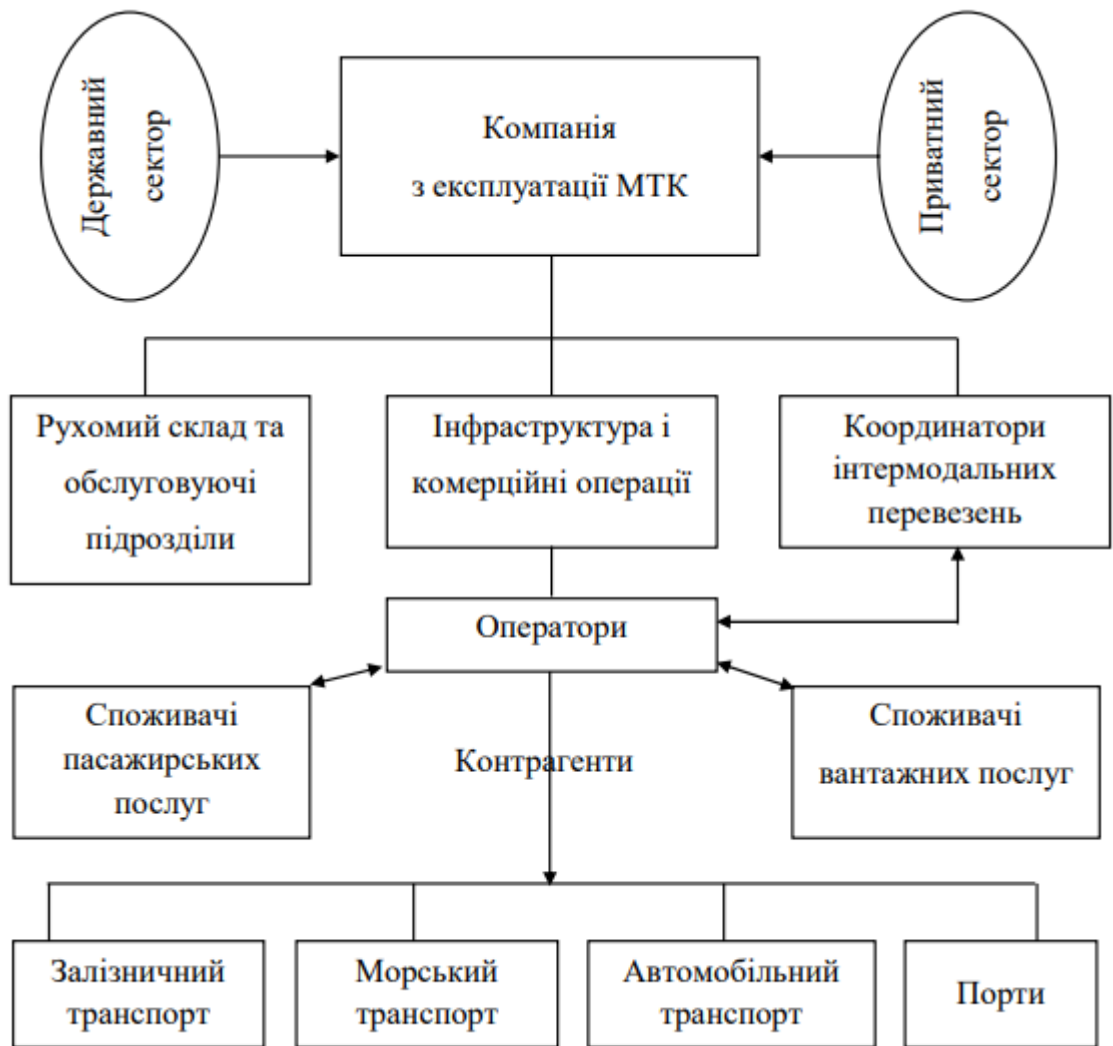 Державний
сектор
Компанія
з експлуатації МТК
Приватний
сектор
Рухомий склад та
обслуговуючі
підрозділи
Інфраструктура і
комерційні операції
Координатори
інтермодальних
перевезень
Оператори
Споживачі
пасажирських
послуг
Контрагенти
Споживачі
вантажних послуг
Залізничний
транспорт
Морський
транспорт
Автомобільний
транспорт
Порти